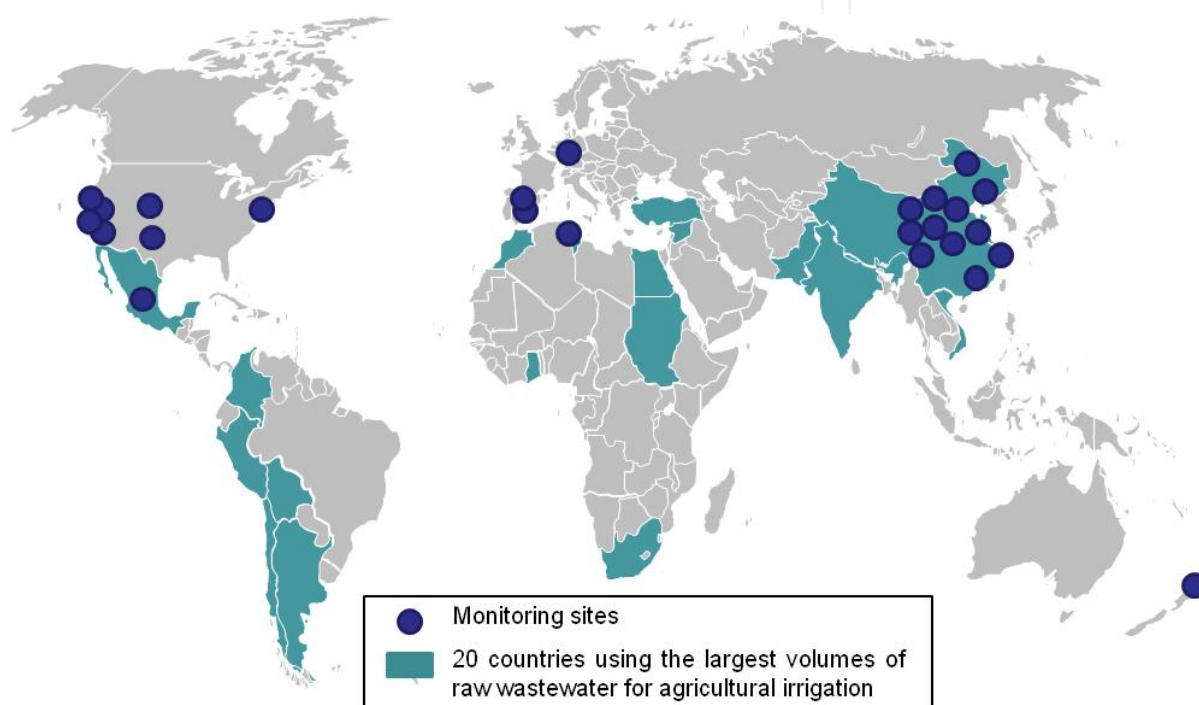 Monitoring sites
20 countries using the largest volumes of
raw wastewater for agricultural irrigation